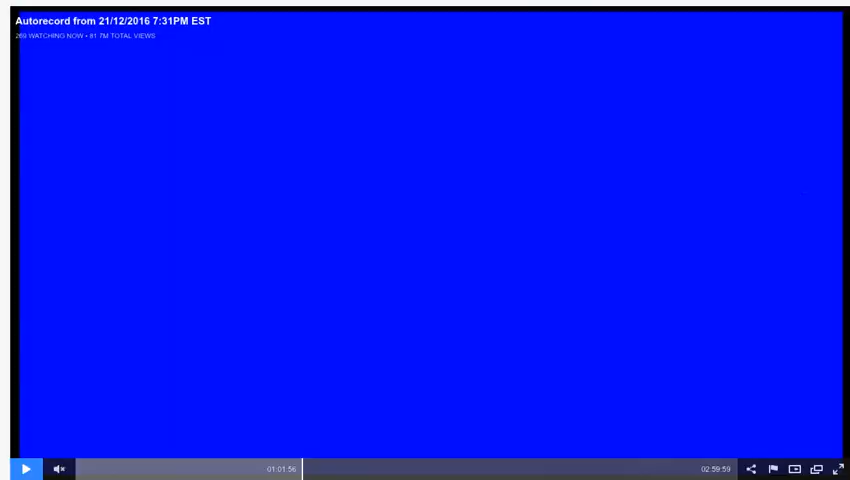 Autorecord from 21/12/2016 7:31PM EST
269 WATCHING NOW • 81.7M TOTAL VIEWS
01:01:56
02:59:59